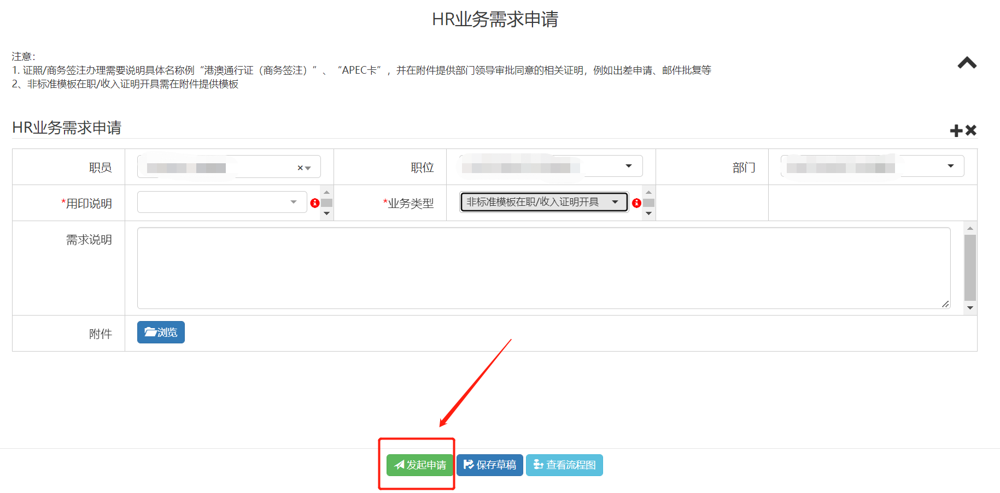 HR业务需求申请
注意：
1. 证照/商务签注办理需要说明具体名称例“港澳通行证（商务签注）”、“APEC卡”，并在附件提供部门领导审批同意的相关证明，例如出差申请、邮件批复等
2、非标准模板在职/收入证明开具需在附件提供模板
HR业务需求申请
职员 职位 部门
*用印说明 *业务类型 非标准模板在职/收入证明开具
需求说明
附件 浏览
发起申请 保存草稿 查看流程图